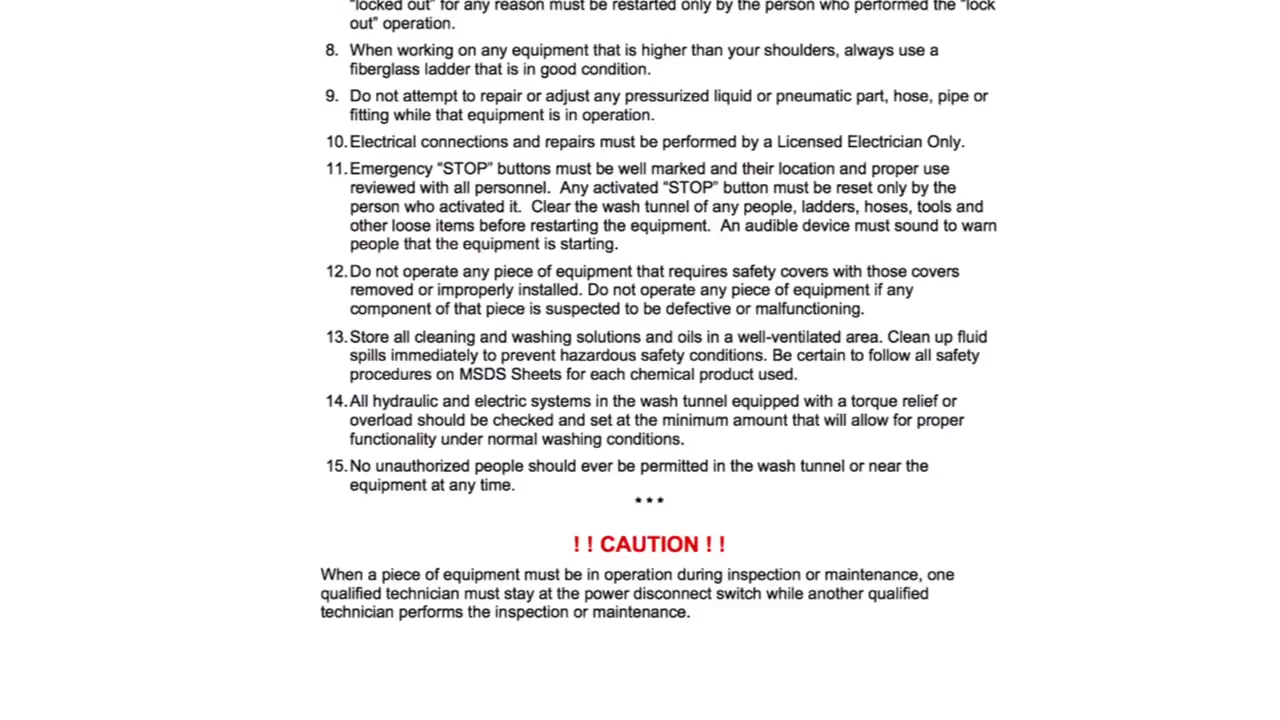 "locked out" for any reason must be restarted only by the person who performed the "lock
out" operation.
8. When working on any equipment that is higher than your shoulders, always use a
fiberglass ladder that is in good condition.
9. Do not attempt to repair or adjust any pressurized liquid or pneumatic part, hose, pipe or
fitting while that equipment is in operation.
10. Electrical connections and repairs must be performed by a Licensed Electrician Only.
11. Emergency "STOP" buttons must be well marked and their location and proper use
reviewed with all personnel. Any activated "STOP" button must be reset only by the
person who activated it. Clear the wash tunnel of any people, ladders, hoses, tools and
other loose items before restarting the equipment. An audible device must sound to warn
people that the equipment is starting.
12. Do not operate any piece of equipment that requires safety covers with those covers
removed or improperly installed. Do not operate any piece of equipment if any
component of that piece is suspected to be defective or malfunctioning.
13. Store all cleaning and washing solutions and oils in a well-ventilated area. Clean up fluid
spills immediately to prevent hazardous safety conditions. Be certain to follow all safety
procedures on MSDS Sheets for each chemical product used.
14. All hydraulic and electric systems in the wash tunnel equipped with a torque relief or
overload should be checked and set at the minimum amount that will allow for proper
functionality under normal washing conditions.
15. No unauthorized people should ever be permitted in the wash tunnel or near the
equipment at any time.
* * *
! ! CAUTION ! !
When a piece of equipment must be in operation during inspection or maintenance, one
qualified technician must stay at the power disconnect switch while another qualified
technician performs the inspection or maintenance.